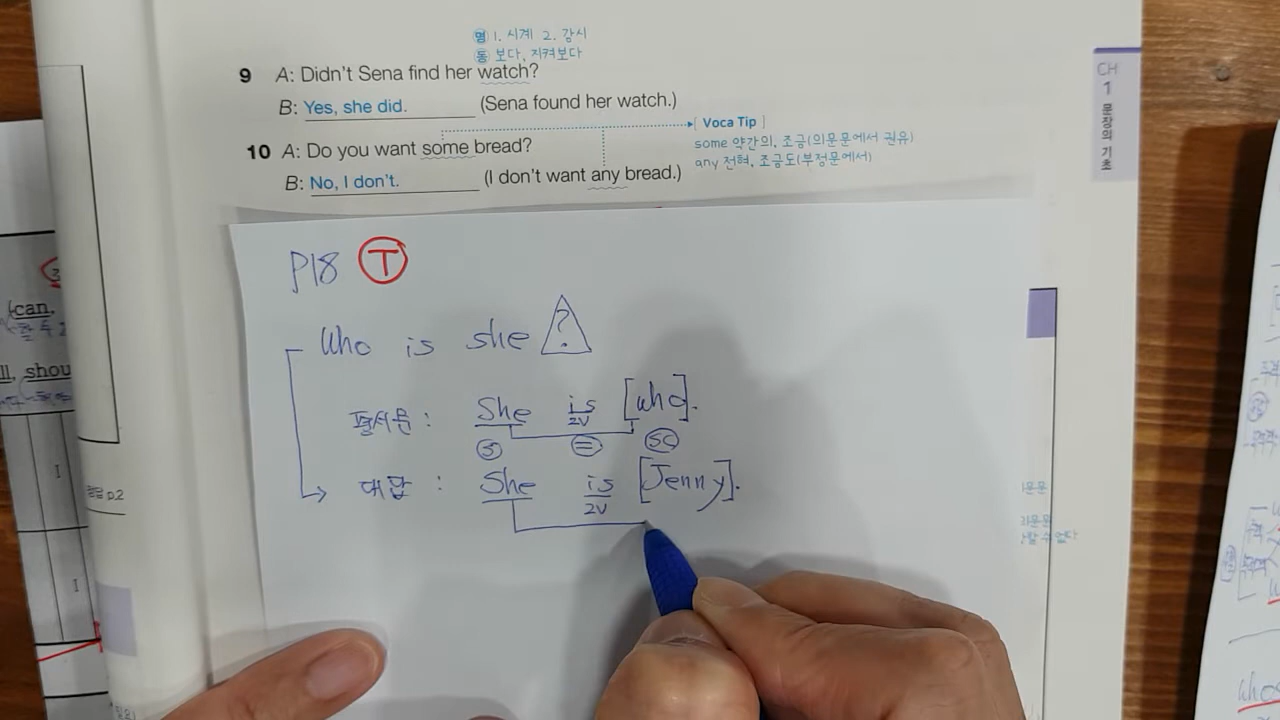 명 1. 시계 2. 감시
동 보다, 지켜보다
9 A: Didn't Sena find her watch?
B: Yes, she did. (Sena found her watch.)
Voca Tip
10 A: Do you want some bread?
some 약간의, 조금(의문문에서 권유)
any 전혀, 조금도(부정문에서)
B: No, I don't. (I don't want any bread.)
CH
1
문장의 기초
P18 T
Who is she ?
평서문 : She is [who].
2V
S = SC
대답 : She is [Jenny].
2V
can,
ll, shou
p.2